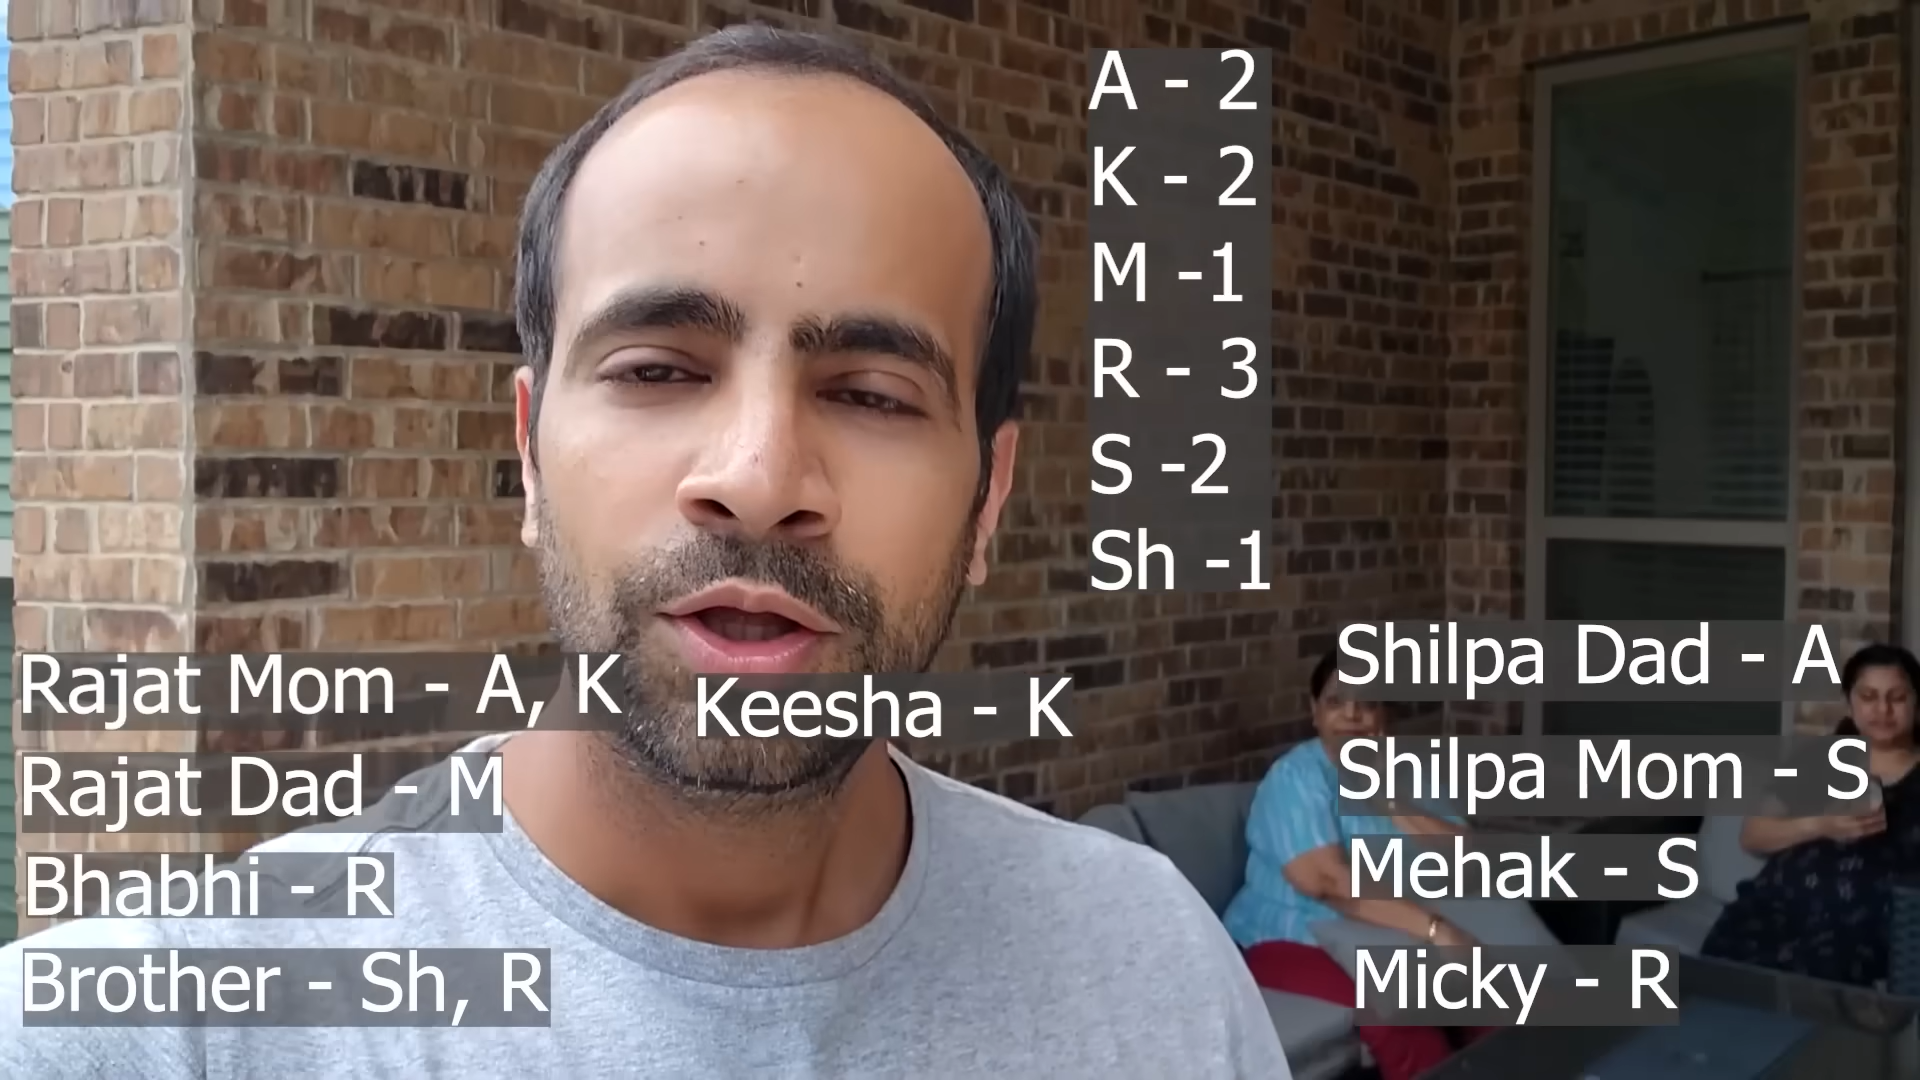 A - 2
K - 2
M -1
R - 3
S -2
Sh -1
Rajat Mom - A, K
Rajat Dad - M
Bhabhi - R
Brother - Sh, R
Keesha - K
Shilpa Dad - A
Shilpa Mom - S
Mehak - S
Micky - R